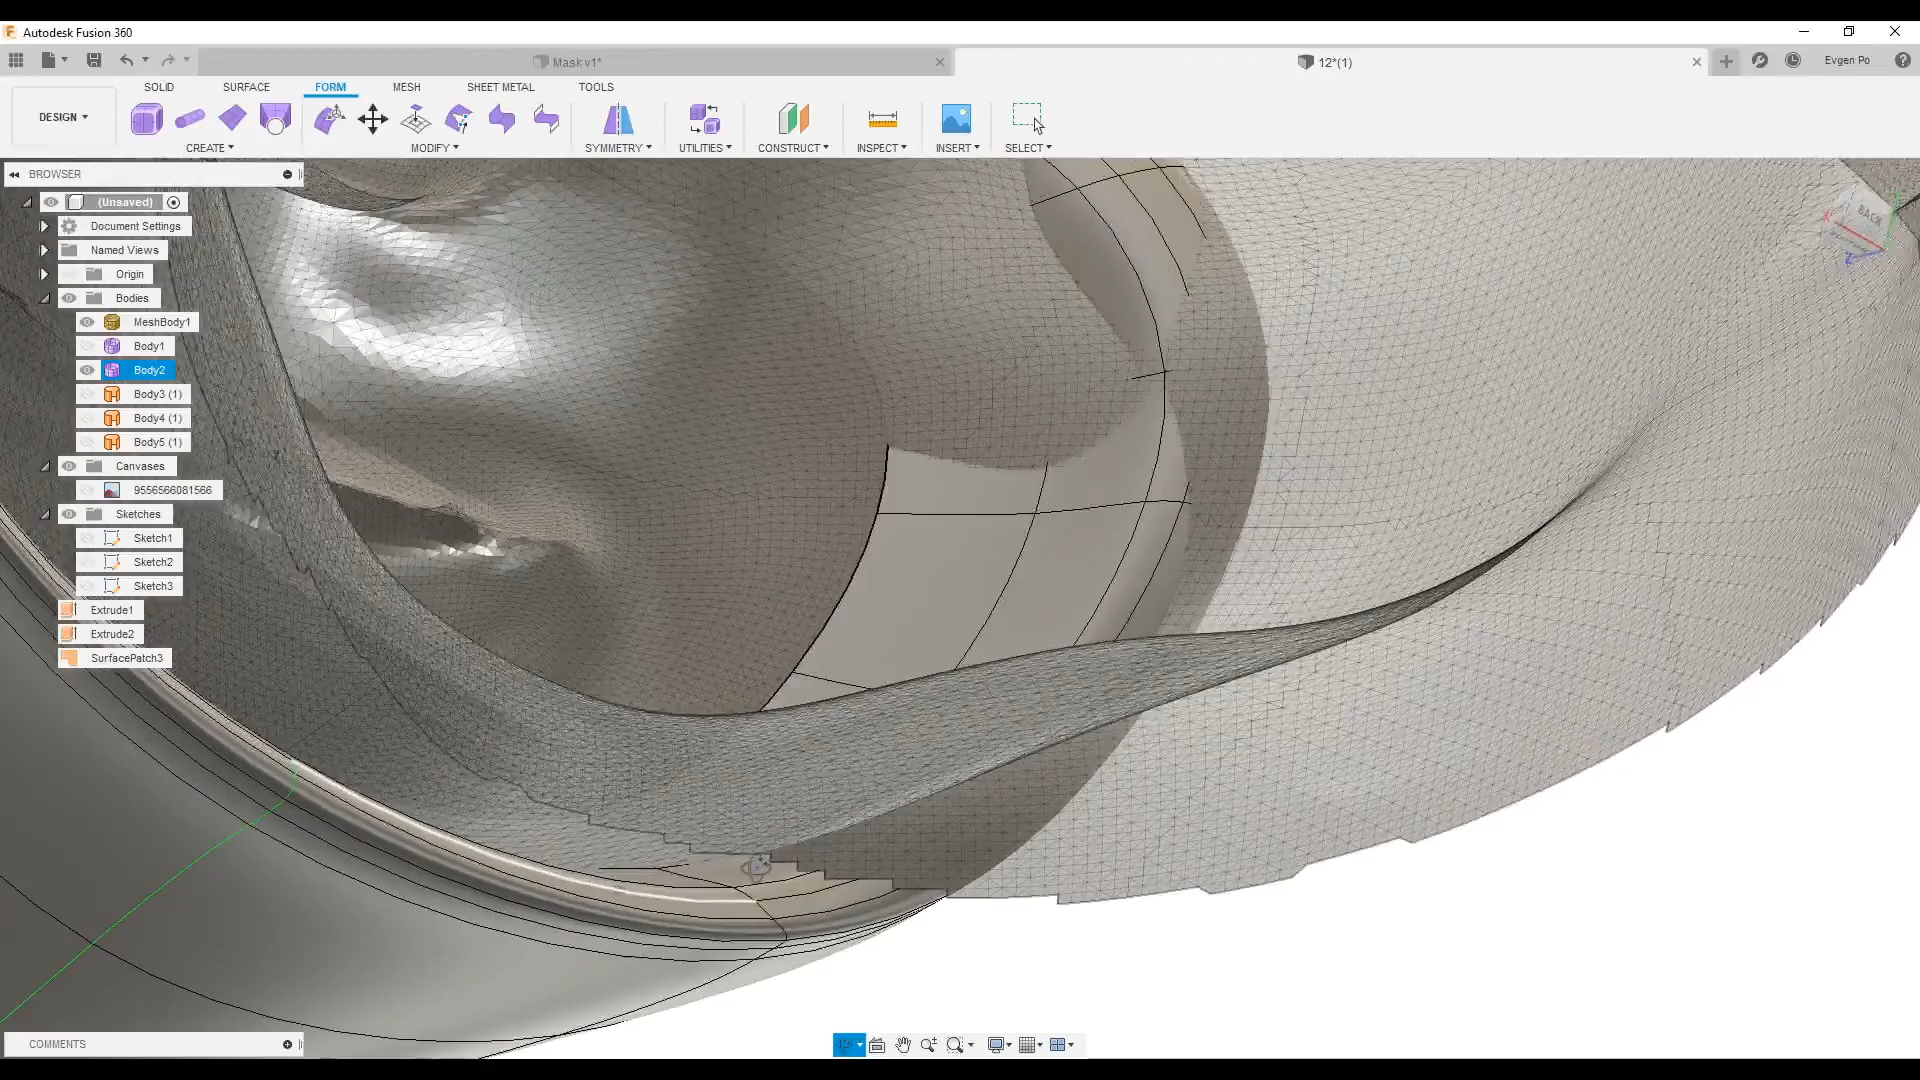 Autodesk Fusion 360
Mask v1*
12*(1)
Evgen Po
SOLID
SURFACE
FORM
MESH
SHEET METAL
TOOLS
DESIGN
CREATE
MODIFY
SYMMETRY
UTILITIES
CONSTRUCT
INSPECT
INSERT
SELECT
BROWSER
(Unsaved)
Document Settings
Named Views
Origin
Bodies
MeshBody1
Body1
Body2
Body3 (1)
Body4 (1)
Body5 (1)
Canvases
9556566081566
Sketches
Sketch1
Sketch2
Sketch3
Extrude1
Extrude2
SurfacePatch3
BACK
Z
COMMENTS